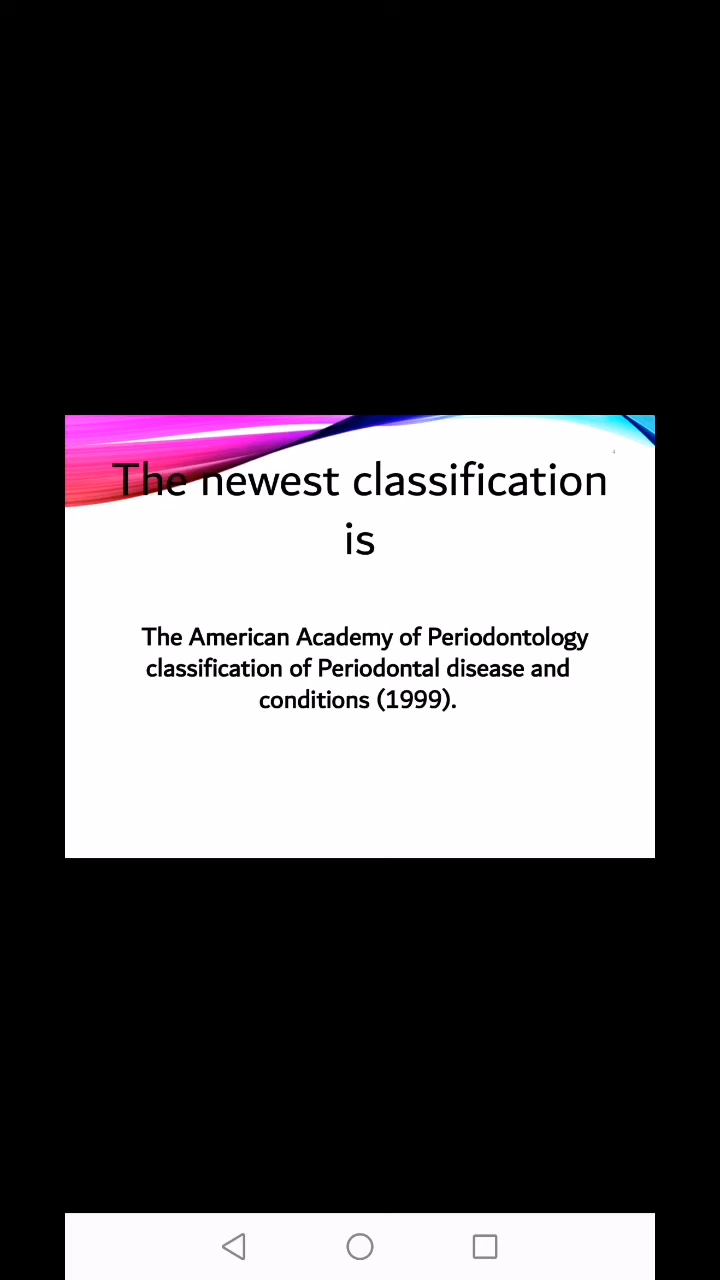 The newest classification
is
The American Academy of Periodontology
classification of Periodontal disease and
conditions (1999).